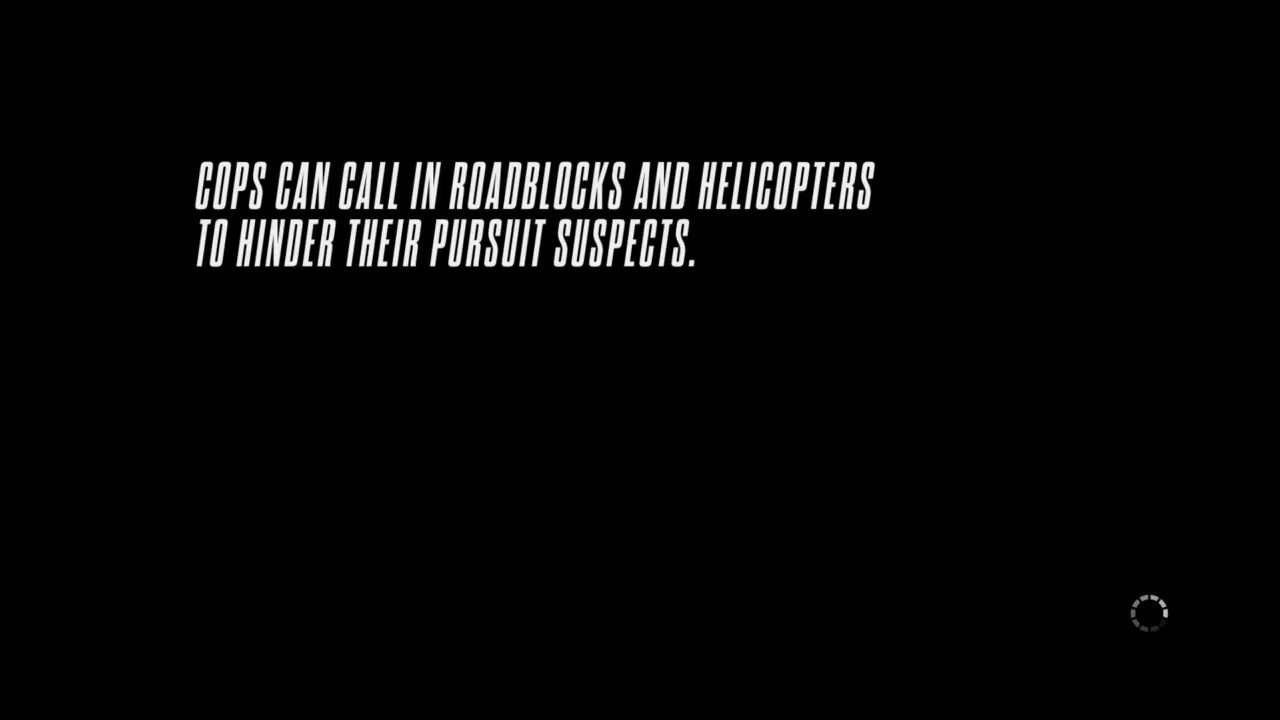 COPS CAN CALL IN ROADBLOCKS AND HELICOPTERS
TO HINDER THEIR PURSUIT SUSPECTS.